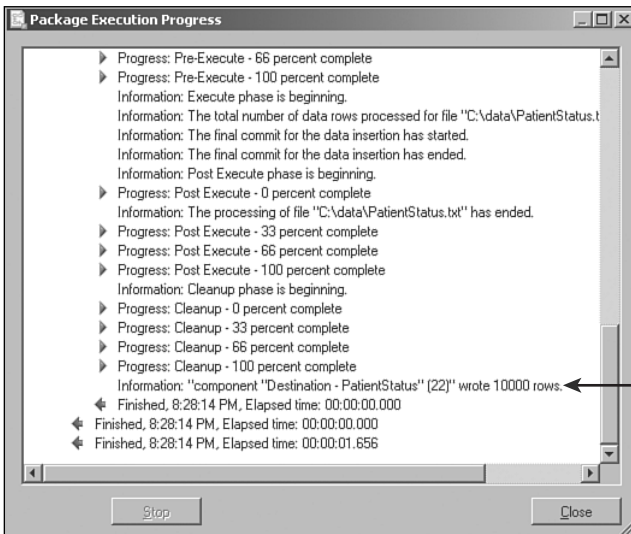 Package Execution Progress
Progress: Pre-Execute - 66 percent complete
Progress: Pre-Execute - 100 percent complete
Information: Execute phase is beginning.
Information: The total number of data rows processed for file "C:\data\PatientStatus.t
Information: The final commit for the data insertion has started.
Information: The final commit for the data insertion has ended.
Information: Post Execute phase is beginning.
Progress: Post Execute - 0 percent complete
Information: The processing of file "C:\data\PatientStatus.txt" has ended.
Progress: Post Execute - 33 percent complete
Progress: Post Execute - 66 percent complete
Progress: Post Execute - 100 percent complete
Information: Cleanup phase is beginning.
Progress: Cleanup - 0 percent complete
Progress: Cleanup - 33 percent complete
Progress: Cleanup - 66 percent complete
Progress: Cleanup - 100 percent complete
Information: "component "Destination - PatientStatus" (22)" wrote 10000 rows.
Finished, 8:28:14 PM, Elapsed time: 00:00:00.000
Finished, 8:28:14 PM, Elapsed time: 00:00:00.000
Finished, 8:28:14 PM, Elapsed time: 00:00:01.656
Stop
Close